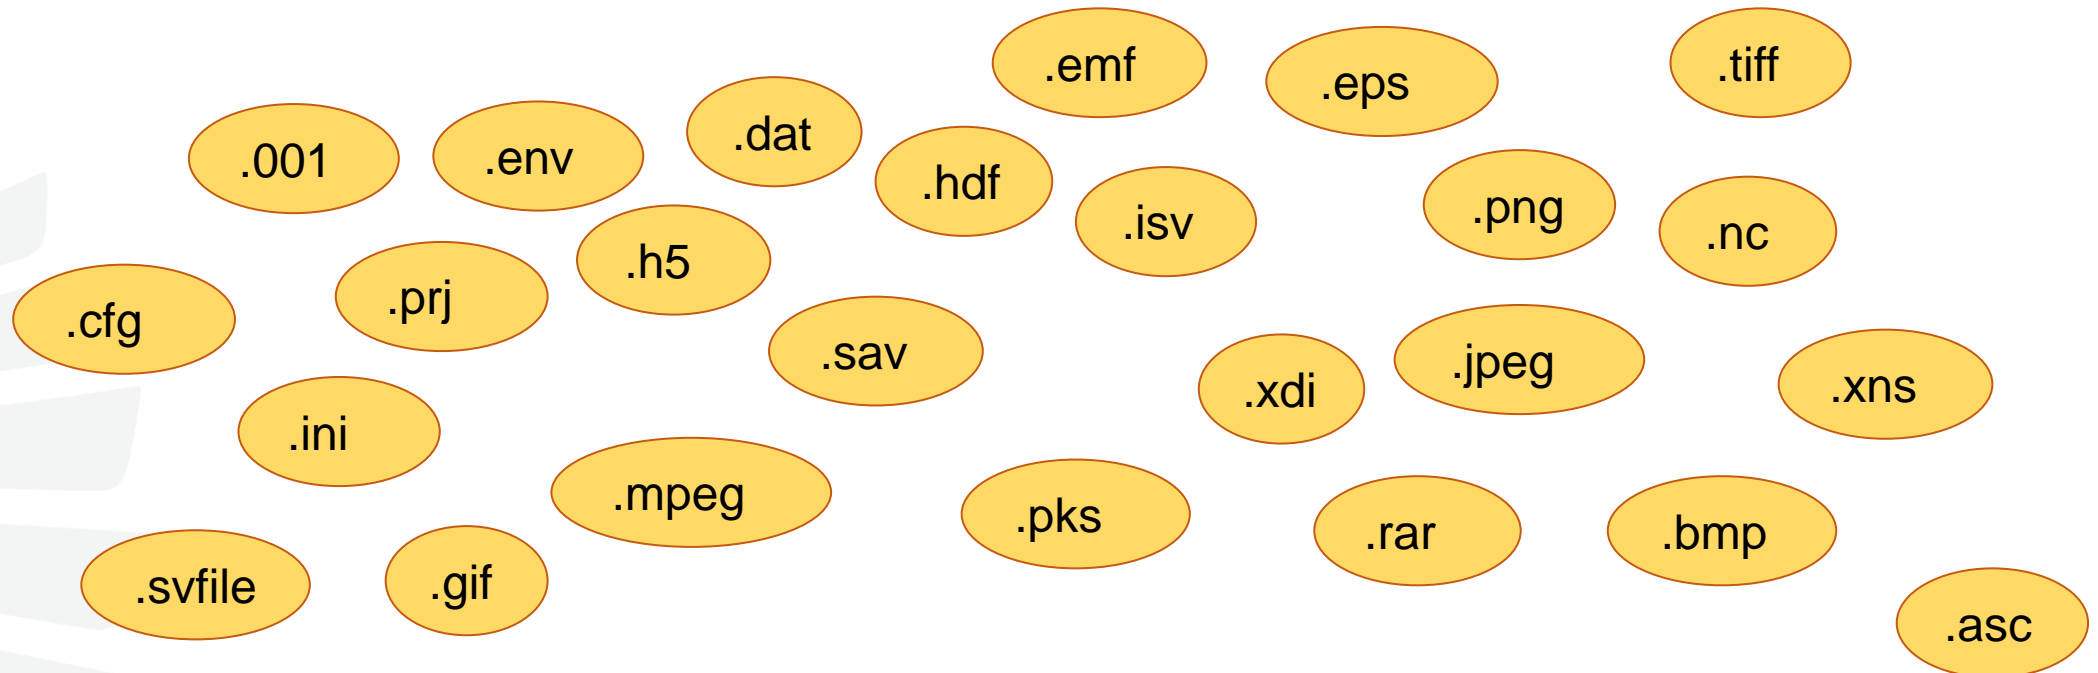 .emf
.eps
.tiff
.001
.env
.dat
.hdf
.isv
.png
.nc
.cfg
.prj
.h5
.sav
.xdi
.jpeg
.xns
.ini
.mpeg
.pks
.rar
.bmp
.svfile
.gif
.asc